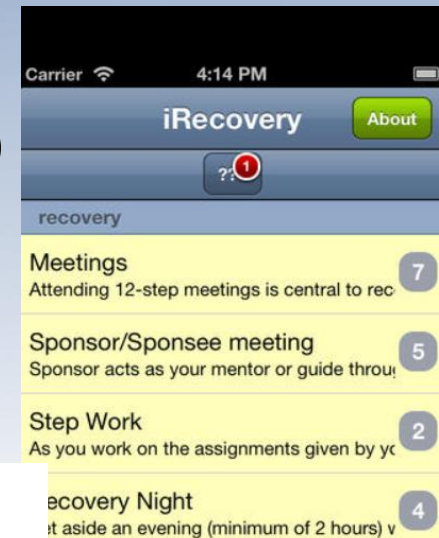 Carrier 4:14 PM
iRecovery About
?? 1
recovery
Meetings 7
Attending 12-step meetings is central to rec
Sponsor/Sponsee meeting 5
Sponsor acts as your mentor or guide throug
Step Work 2
As you work on the assignments given by yo
ecovery Night 4
et aside an evening (minimum of 2 hours) w